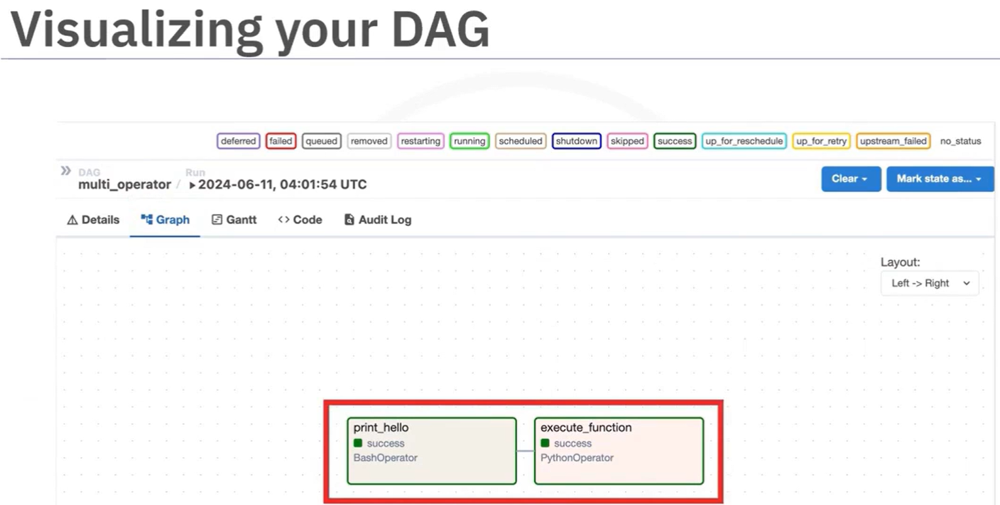 Visualizing your DAG
deferred failed queued removed restarting running scheduled shutdown skipped success up_for_reschedule up_for_retry upstream_failed no_status
DAG Run
multi_operator / 2024-06-11, 04:01:54 UTC
Clear Mark state as...
Details Graph Gantt <> Code Audit Log
Layout:
Left -> Right
print_hello
success
BashOperator
execute_function
success
PythonOperator